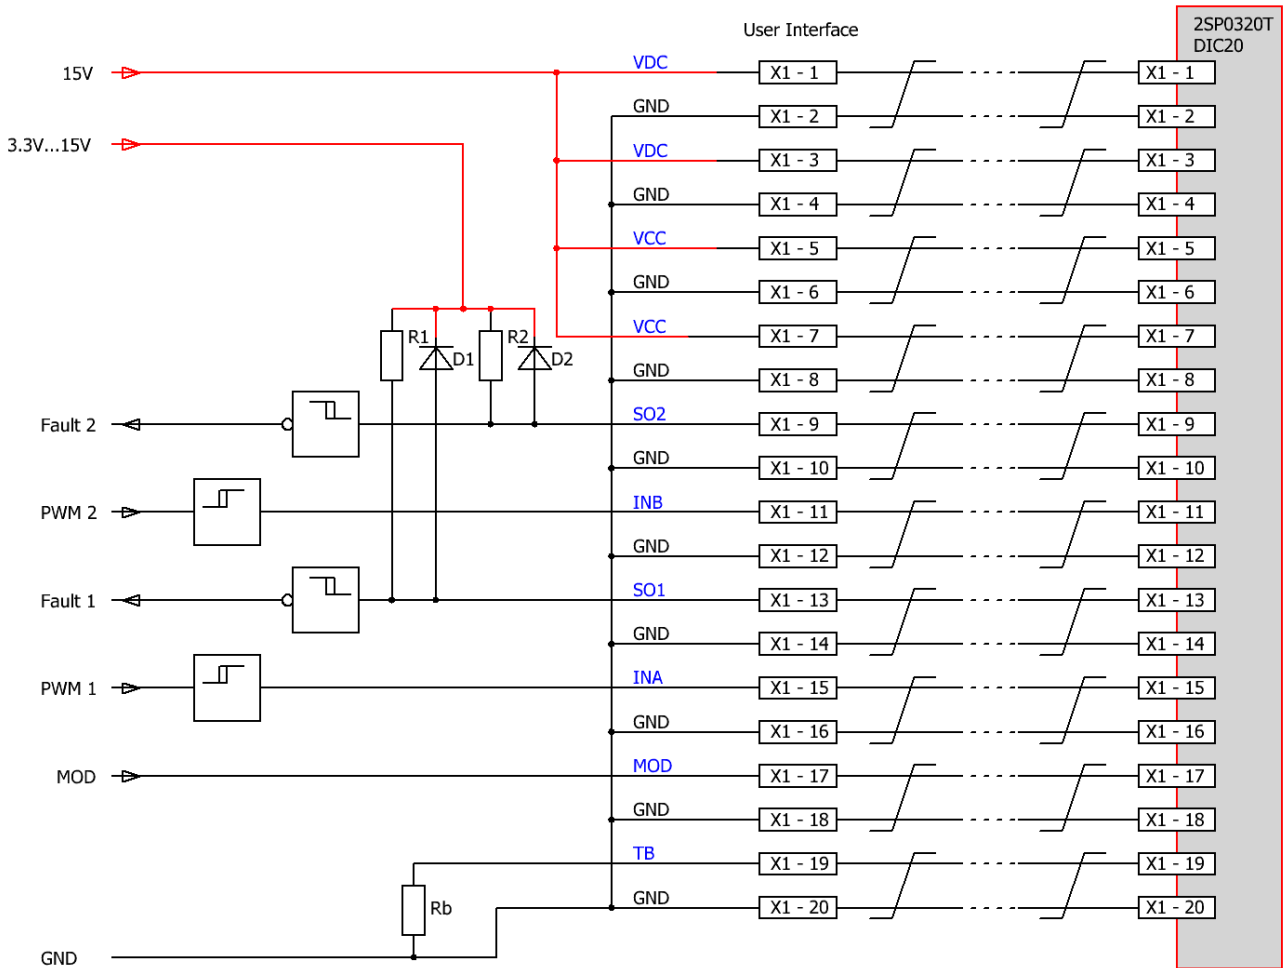 User Interface
2SP0320T
DIC20
15V
VDC
X1 - 1
X1 - 1
GND
X1 - 2
X1 - 2
3.3V...15V
VDC
X1 - 3
X1 - 3
GND
X1 - 4
X1 - 4
VCC
X1 - 5
X1 - 5
GND
X1 - 6
X1 - 6
R1
D1
R2
D2
VCC
X1 - 7
X1 - 7
GND
X1 - 8
X1 - 8
Fault 2
SO2
X1 - 9
X1 - 9
GND
X1 - 10
X1 - 10
PWM 2
INB
X1 - 11
X1 - 11
GND
X1 - 12
X1 - 12
Fault 1
SO1
X1 - 13
X1 - 13
GND
X1 - 14
X1 - 14
PWM 1
INA
X1 - 15
X1 - 15
GND
X1 - 16
X1 - 16
MOD
MOD
X1 - 17
X1 - 17
GND
X1 - 18
X1 - 18
TB
X1 - 19
X1 - 19
Rb
GND
X1 - 20
X1 - 20
GND